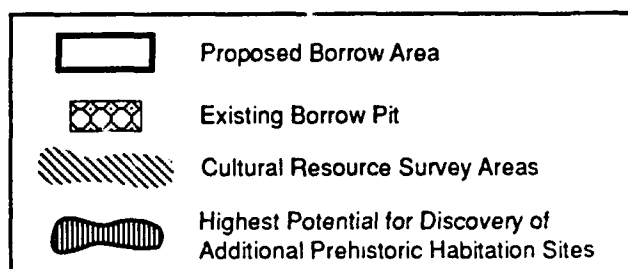 Proposed Borrow Area
Existing Borrow Pit
Cultural Resource Survey Areas
Highest Potential for Discovery of
Additional Prehistoric Habitation Sites